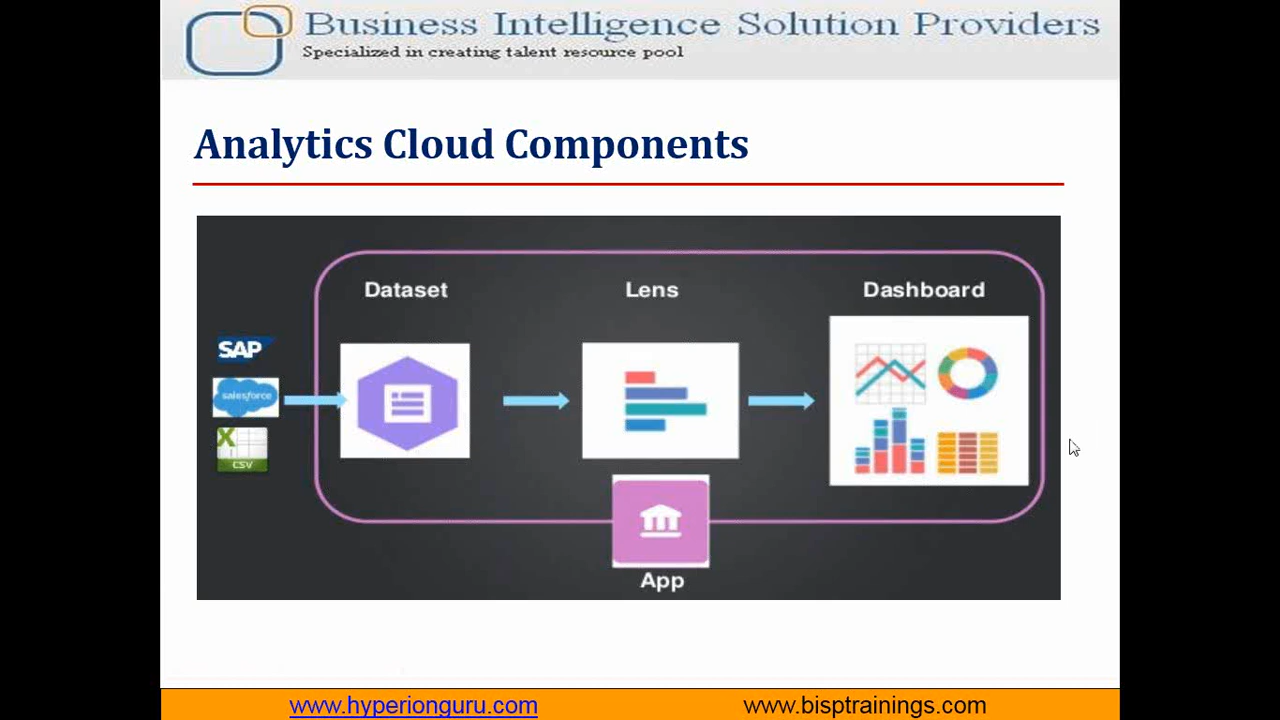 Business Intelligence Solution Providers
Specialized in creating talent resource pool
Analytics Cloud Components
Dataset
Lens
Dashboard
SAP
salesforce
X
CSV
App
www.hyperionguru.com
www.bisptrainings.com